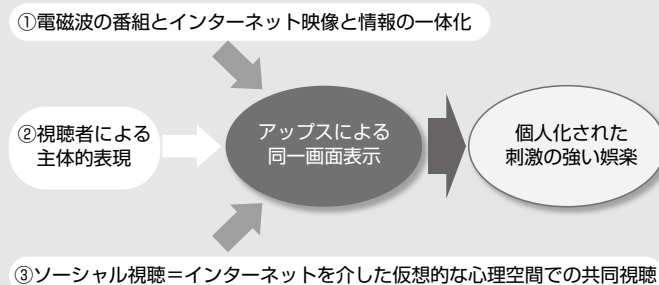 ①電磁波の番組とインターネット映像と情報の一体化
②視聴者による
主体的表現
アップスによる
同一画面表示
個人化された
刺激の強い娯楽
③ソーシャル視聴＝インターネットを介した仮想的な心理空間での共同視聴